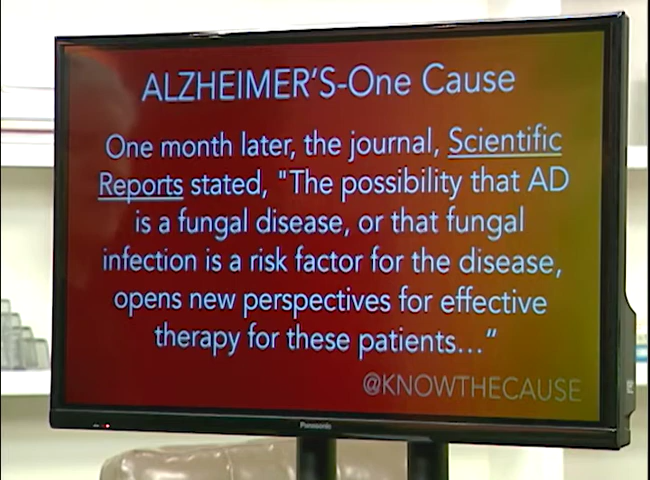 ALZHEIMER'S-One Cause
One month later, the journal, Scientific
Reports stated, "The possibility that AD
is a fungal disease, or that fungal
infection is a risk factor for the disease,
opens new perspectives for effective
therapy for these patients..."
@KNOWTHECAUSE
Panasonic